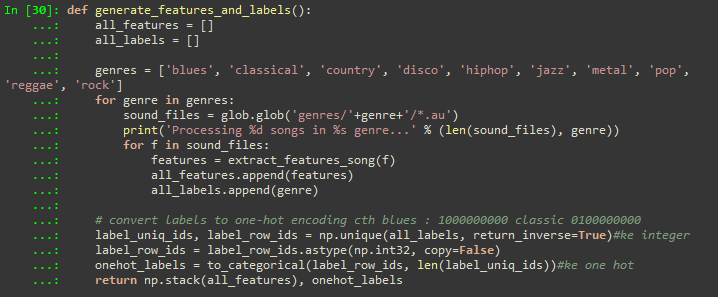 In [30]: def generate_features_and_labels():
    ...:     all_features = []
    ...:     all_labels = []
    ...:
    ...:     genres = ['blues', 'classical', 'country', 'disco', 'hiphop', 'jazz', 'metal', 'pop',
'reggae', 'rock']
    ...:     for genre in genres:
    ...:         sound_files = glob.glob('genres/'+genre+'/*.au')
    ...:         print('Processing %d songs in %s genre...' % (len(sound_files), genre))
    ...:         for f in sound_files:
    ...:             features = extract_features_song(f)
    ...:             all_features.append(features)
    ...:             all_labels.append(genre)
    ...:
    ...:     # convert labels to one-hot encoding cth blues : 1000000000 classic 0100000000
    ...:     label_uniq_ids, label_row_ids = np.unique(all_labels, return_inverse=True)#ke integer
    ...:     label_row_ids = label_row_ids.astype(np.int32, copy=False)
    ...:     onehot_labels = to_categorical(label_row_ids, len(label_uniq_ids))#ke one hot
    ...:     return np.stack(all_features), onehot_labels